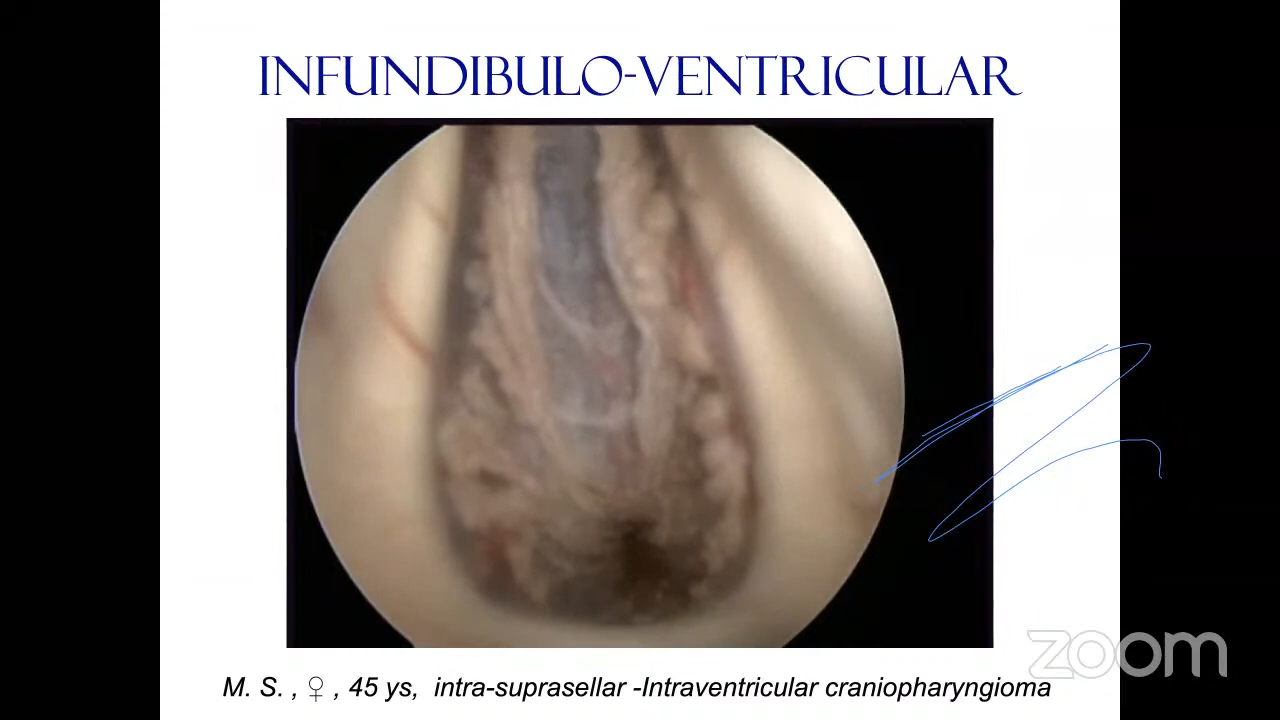 INFUNDIBULO-VENTRICULAR
zoom
M. S. , ♀ , 45 ys, intra-suprasellar -Intraventricular craniopharyngioma